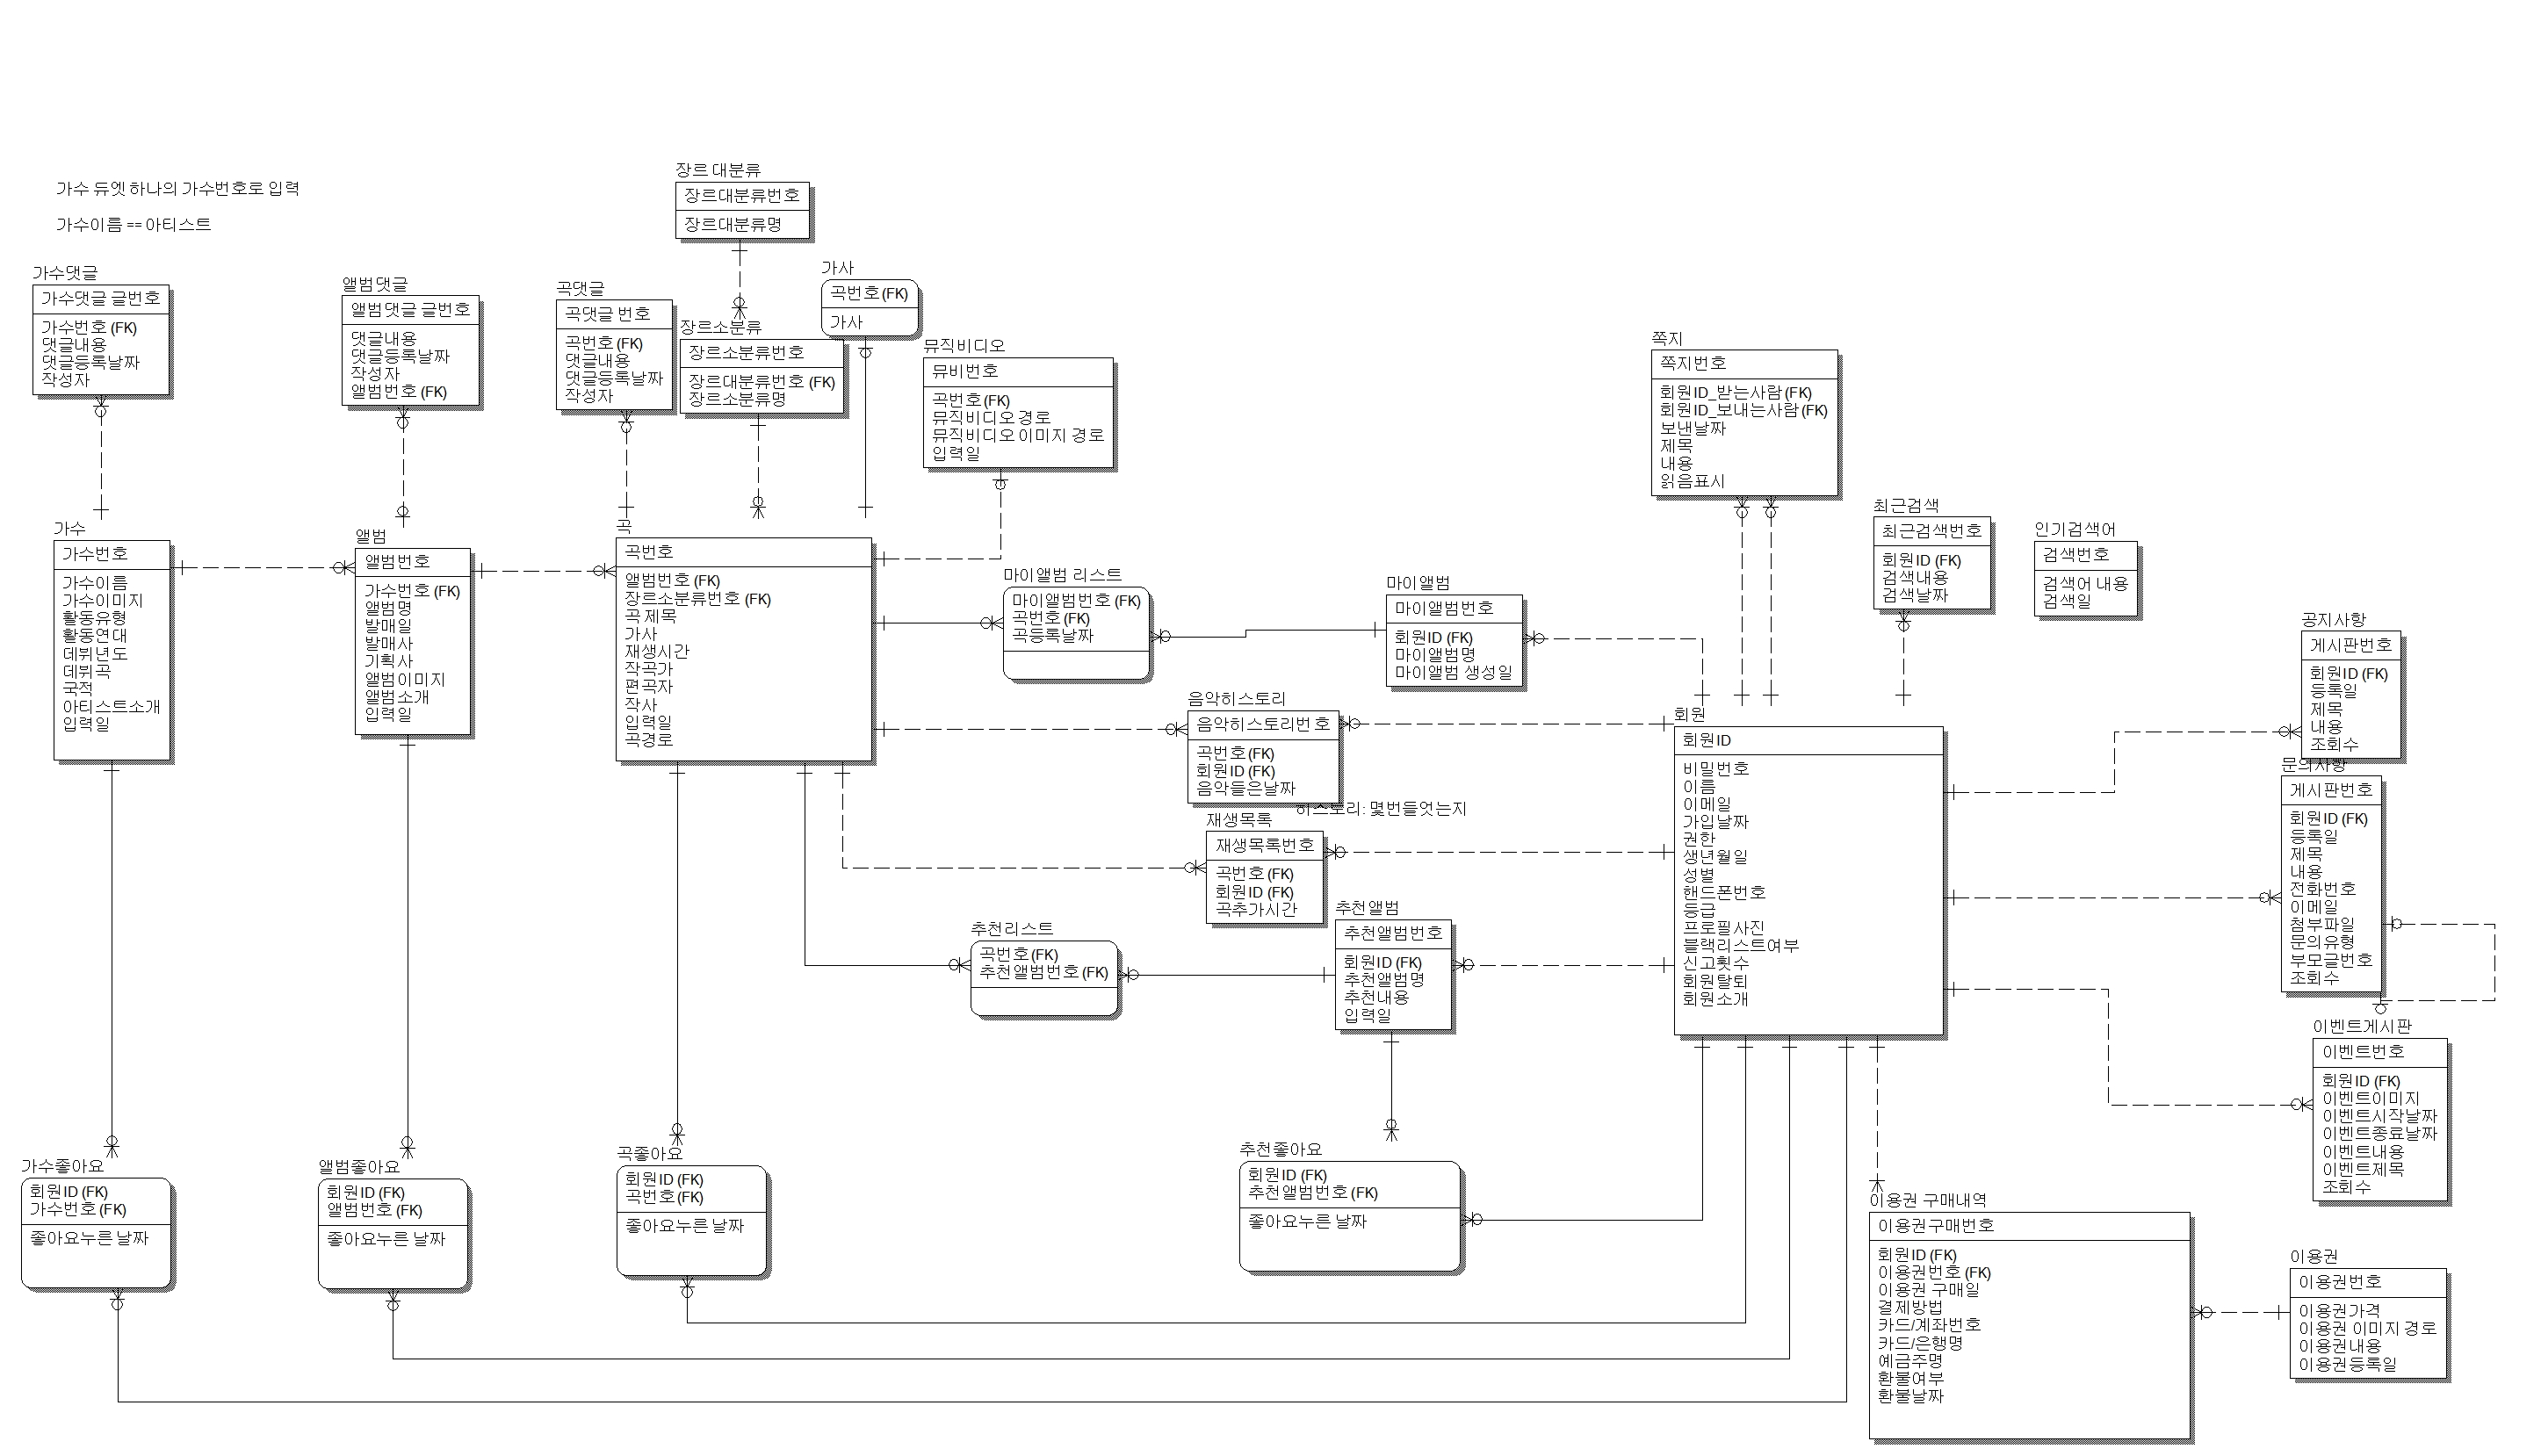 가수 듀엣 하나의 가수번호로 입력
가수이름 == 아티스트
장르 대분류
장르대분류번호
장르대분류명
가수댓글
가수댓글 글번호
가수번호 (FK)
댓글내용
댓글등록날짜
작성자
앨범댓글
앨범댓글 글번호
댓글내용
댓글등록날짜
작성자
앨범번호 (FK)
곡댓글
곡댓글 번호
곡번호 (FK)
댓글내용
댓글등록날짜
작성자
장르소분류
장르소분류번호
장르대분류번호 (FK)
장르소분류명
가사
곡번호 (FK)
가사
뮤직비디오
뮤비번호
곡번호 (FK)
뮤직비디오 경로
뮤직비디오 이미지 경로
입력일
쪽지
쪽지번호
회원ID_받는사람 (FK)
회원ID_보내는사람 (FK)
보낸날짜
제목
내용
읽음표시
최근검색
최근검색번호
회원ID (FK)
검색내용
검색날짜
인기검색어
검색번호
검색어 내용
검색일
가수
가수번호
가수이름
가수이미지
활동유형
활동연대
데뷔년도
데뷔곡
국적
아티스트소개
입력일
앨범
앨범번호
가수번호 (FK)
앨범명
발매일
발매사
기획사
앨범이미지
앨범소개
입력일
곡
곡번호
앨범번호 (FK)
장르소분류번호 (FK)
곡 제목
가사
재생시간
작곡가
편곡자
작사
입력일
곡경로
마이앨범 리스트
마이앨범번호 (FK)
곡번호 (FK)
곡등록날짜
마이앨범
마이앨범번호
회원ID (FK)
마이앨범명
마이앨범 생성일
음악히스토리
음악히스토리번호
곡번호 (FK)
회원ID (FK)
음악들은날짜
히스토리: 몇번들엇는지
재생목록
재생목록번호
곡번호 (FK)
회원ID (FK)
곡추가시간
추천리스트
곡번호 (FK)
추천앨범번호 (FK)
추천앨범
추천앨범번호
회원ID (FK)
추천앨범명
추천내용
입력일
회원
회원ID
비밀번호
이름
이메일
가입날짜
권한
생년월일
성별
핸드폰번호
등급
프로필사진
블랙리스트여부
신고횟수
회원탈퇴
회원소개
공지사항
게시판번호
회원ID (FK)
등록일
제목
내용
조회수
문의사항
게시판번호
회원ID (FK)
등록일
제목
내용
전화번호
이메일
첨부파일
문의유형
부모글번호
조회수
이벤트게시판
이벤트번호
회원ID (FK)
이벤트이미지
이벤트시작날짜
이벤트종료날짜
이벤트내용
이벤트제목
조회수
가수좋아요
회원ID (FK)
가수번호 (FK)
좋아요누른 날짜
앨범좋아요
회원ID (FK)
앨범번호 (FK)
좋아요누른 날짜
곡좋아요
회원ID (FK)
곡번호 (FK)
좋아요누른 날짜
추천좋아요
회원ID (FK)
추천앨범번호 (FK)
좋아요누른 날짜
이용권 구매내역
이용권구매번호
회원ID (FK)
이용권번호 (FK)
이용권 구매일
결제방법
카드/계좌번호
카드/은행명
예금주명
환불여부
환불날짜
이용권
이용권번호
이용권가격
이용권 이미지 경로
이용권내용
이용권등록일